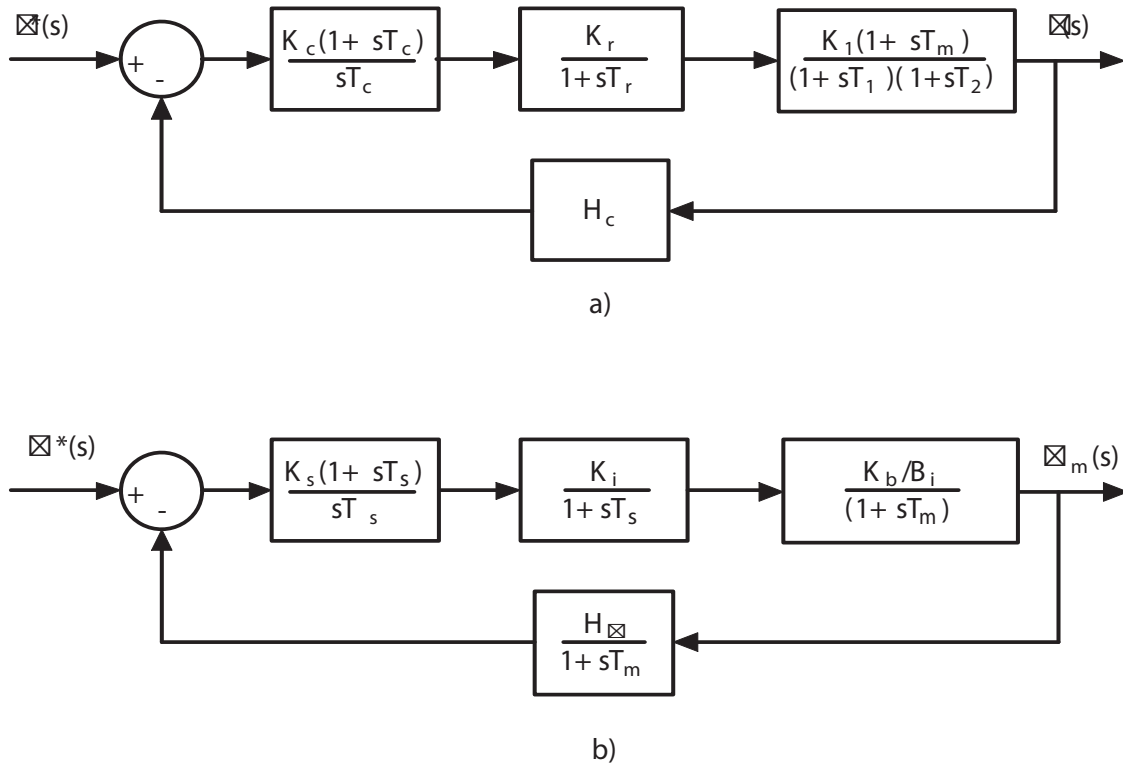 *(s)
(s)
+
-
K c (1 + sT c )
sT c
K r
1 + sT r
K 1 (1 + sT m )
(1 + sT 1 )( 1 + sT 2 )
H c
a)
*(s)
m (s)
+
-
K s (1 + sT s )
sT s
K i
1 + sT s
K b /B i
(1 + sT m )
H
1 + sT m
b)